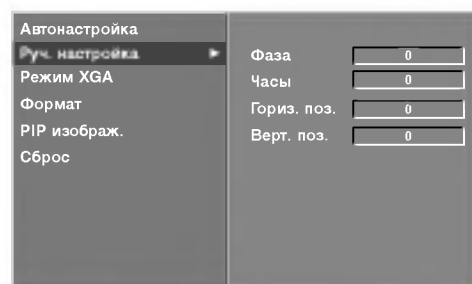 Автонастройка
Руч. настройка ►
Режим XGA
Формат
PIP изображ.
Сброс
Фаза 0
Часы 0
Гориз. поз. 0
Верт. поз. 0